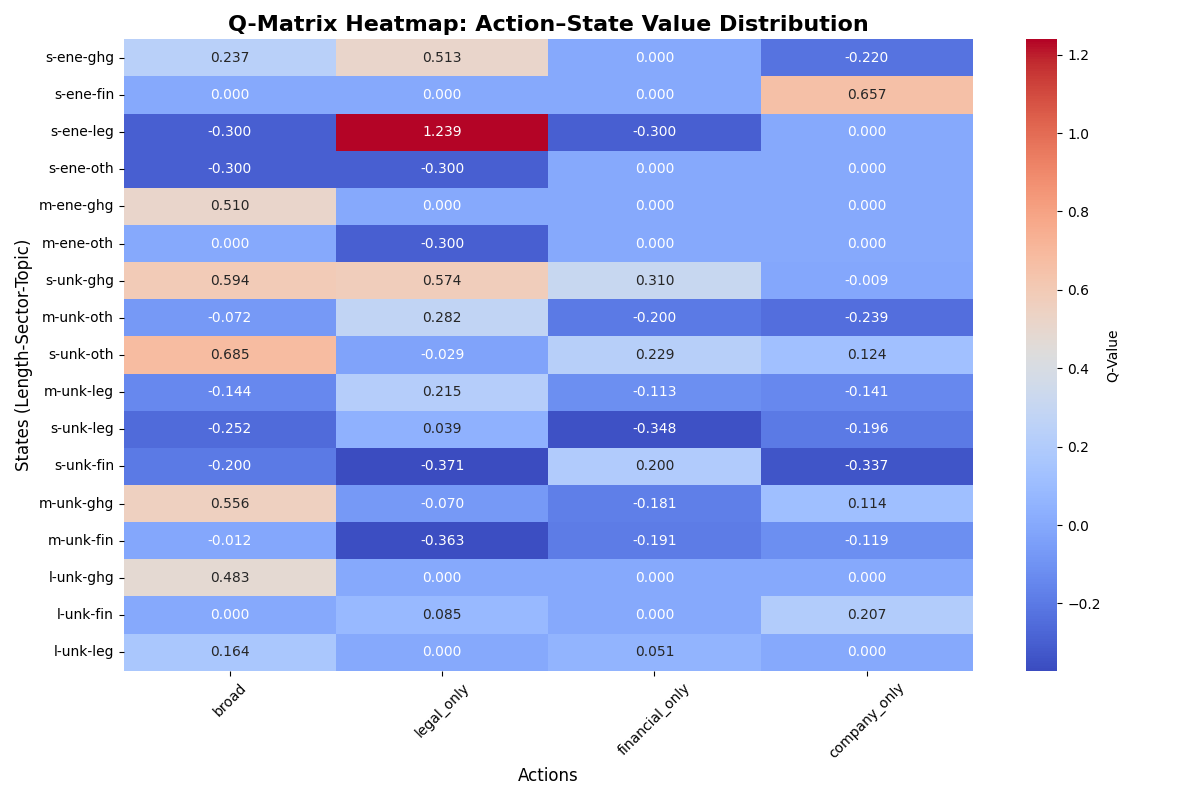 Q-Matrix Heatmap: Action–State Value Distribution
s-ene-ghg 0.237 0.513 0.000 -0.220
s-ene-fin 0.000 0.000 0.000 0.657
s-ene-leg -0.300 1.239 -0.300 0.000
s-ene-oth -0.300 -0.300 0.000 0.000
m-ene-ghg 0.510 0.000 0.000 0.000
m-ene-oth 0.000 -0.300 0.000 0.000
s-unk-ghg 0.594 0.574 0.310 -0.009
m-unk-oth -0.072 0.282 -0.200 -0.239
s-unk-oth 0.685 -0.029 0.229 0.124
m-unk-leg -0.144 0.215 -0.113 -0.141
s-unk-leg -0.252 0.039 -0.348 -0.196
s-unk-fin -0.200 -0.371 0.200 -0.337
m-unk-ghg 0.556 -0.070 -0.181 0.114
m-unk-fin -0.012 -0.363 -0.191 -0.119
l-unk-ghg 0.483 0.000 0.000 0.000
l-unk-fin 0.000 0.085 0.000 0.207
l-unk-leg 0.164 0.000 0.051 0.000
broad legal_only financial_only company_only
Actions
States (Length-Sector-Topic)
1.2
1.0
0.8
0.6
0.4
0.2
0.0
−0.2
Q-Value